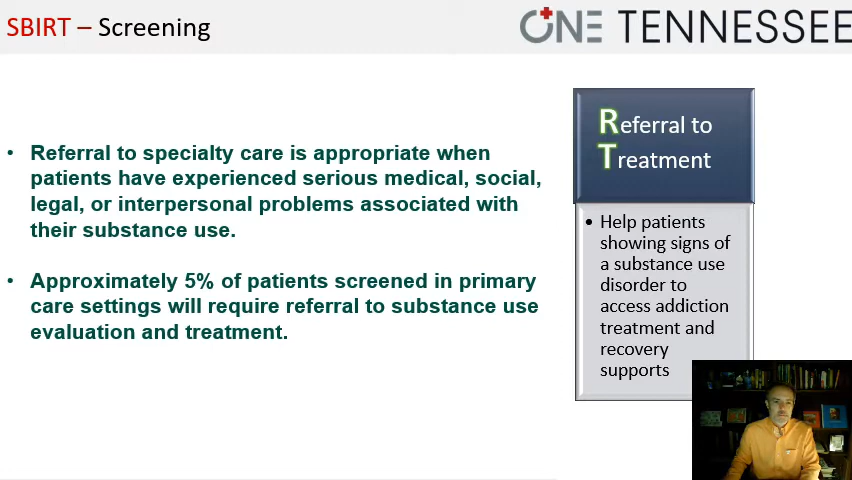 SBIRT – Screening
ONE TENNESSEE
• Referral to specialty care is appropriate when
patients have experienced serious medical, social,
legal, or interpersonal problems associated with
their substance use.
• Approximately 5% of patients screened in primary
care settings will require referral to substance use
evaluation and treatment.
Referral to
Treatment
• Help patients
showing signs of
a substance use
disorder to
access addiction
treatment and
recovery
supports